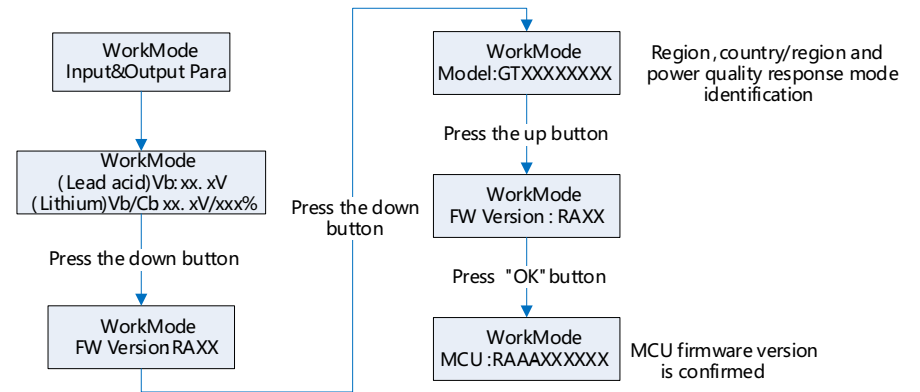 WorkMode
Input&Output Para
WorkMode
(Lead acid)Vb:xx. xV
(Lithium)Vb/Cb xx. xV/xxx%
Press the down button
WorkMode
FW Version RAXX
Press the down
button
WorkMode
Model:GTXXXXXXXX
Region, country/region and
power quality response mode
identification
Press the up button
WorkMode
FW Version : RAXX
Press "OK" button
WorkMode
MCU :RAAAXXXXXX
MCU firmware version
is confirmed